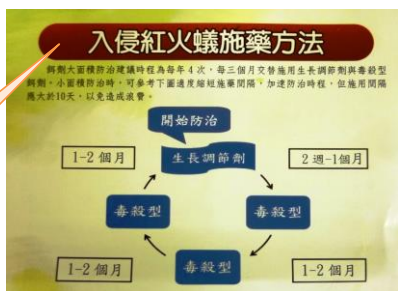 入侵紅火蟻施藥方法
餌劑大面積防治建議時程為每年4次，每三個月交替施用生長調節劑與毒殺型
餌劑。小面積防治時，可參考下圖適度縮短施藥間隔，加速防治時程，但施用間隔
應大於10天，以免造成浪費。
開始防治
1-2 個月
生長調節劑
2 週-1個月
毒殺型
毒殺型
1-2 個月
毒殺型
1-2 個月